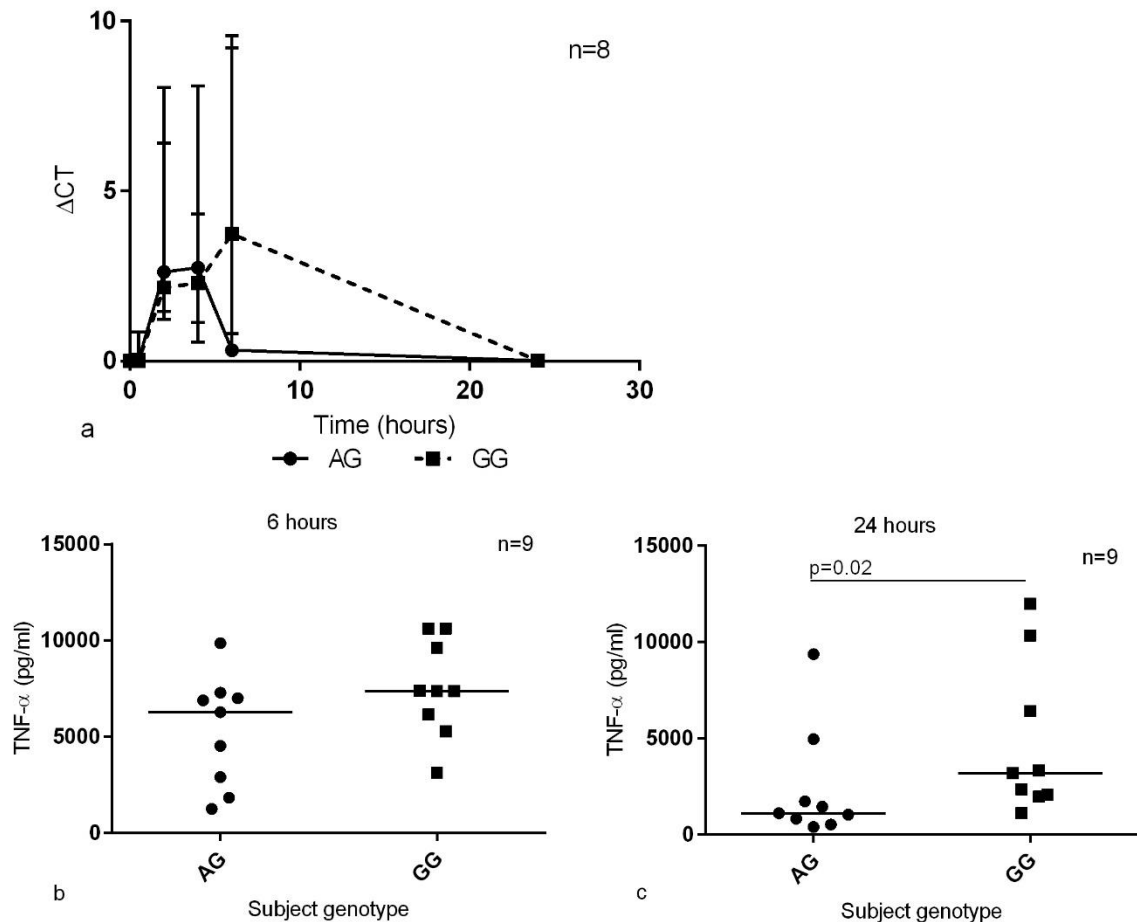 10
n=8
5
ΔCT
0
0 10 20 30
Time (hours)
a
AG GG
6 hours
n=9
15000
10000
5000
0
TNF-α (pg/ml)
AG GG
b
Subject genotype
24 hours
n=9
15000
p=0.02
10000
5000
0
TNF-α (pg/ml)
AG GG
c
Subject genotype